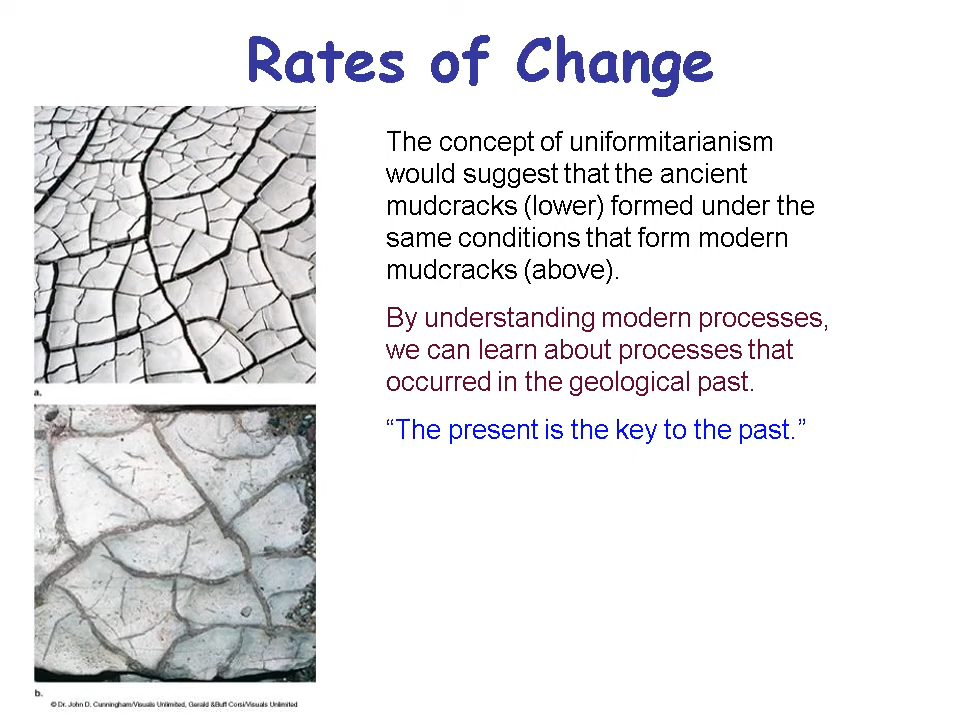 Rates of Change
The concept of uniformitarianism
would suggest that the ancient
mudcracks (lower) formed under the
same conditions that form modern
mudcracks (above).
By understanding modern processes,
we can learn about processes that
occurred in the geological past.
“The present is the key to the past.”
a.
b.
© Dr. John D. Cunningham/Visuals Unlimited, Gerald &Buff Corsi/Visuals Unlimited